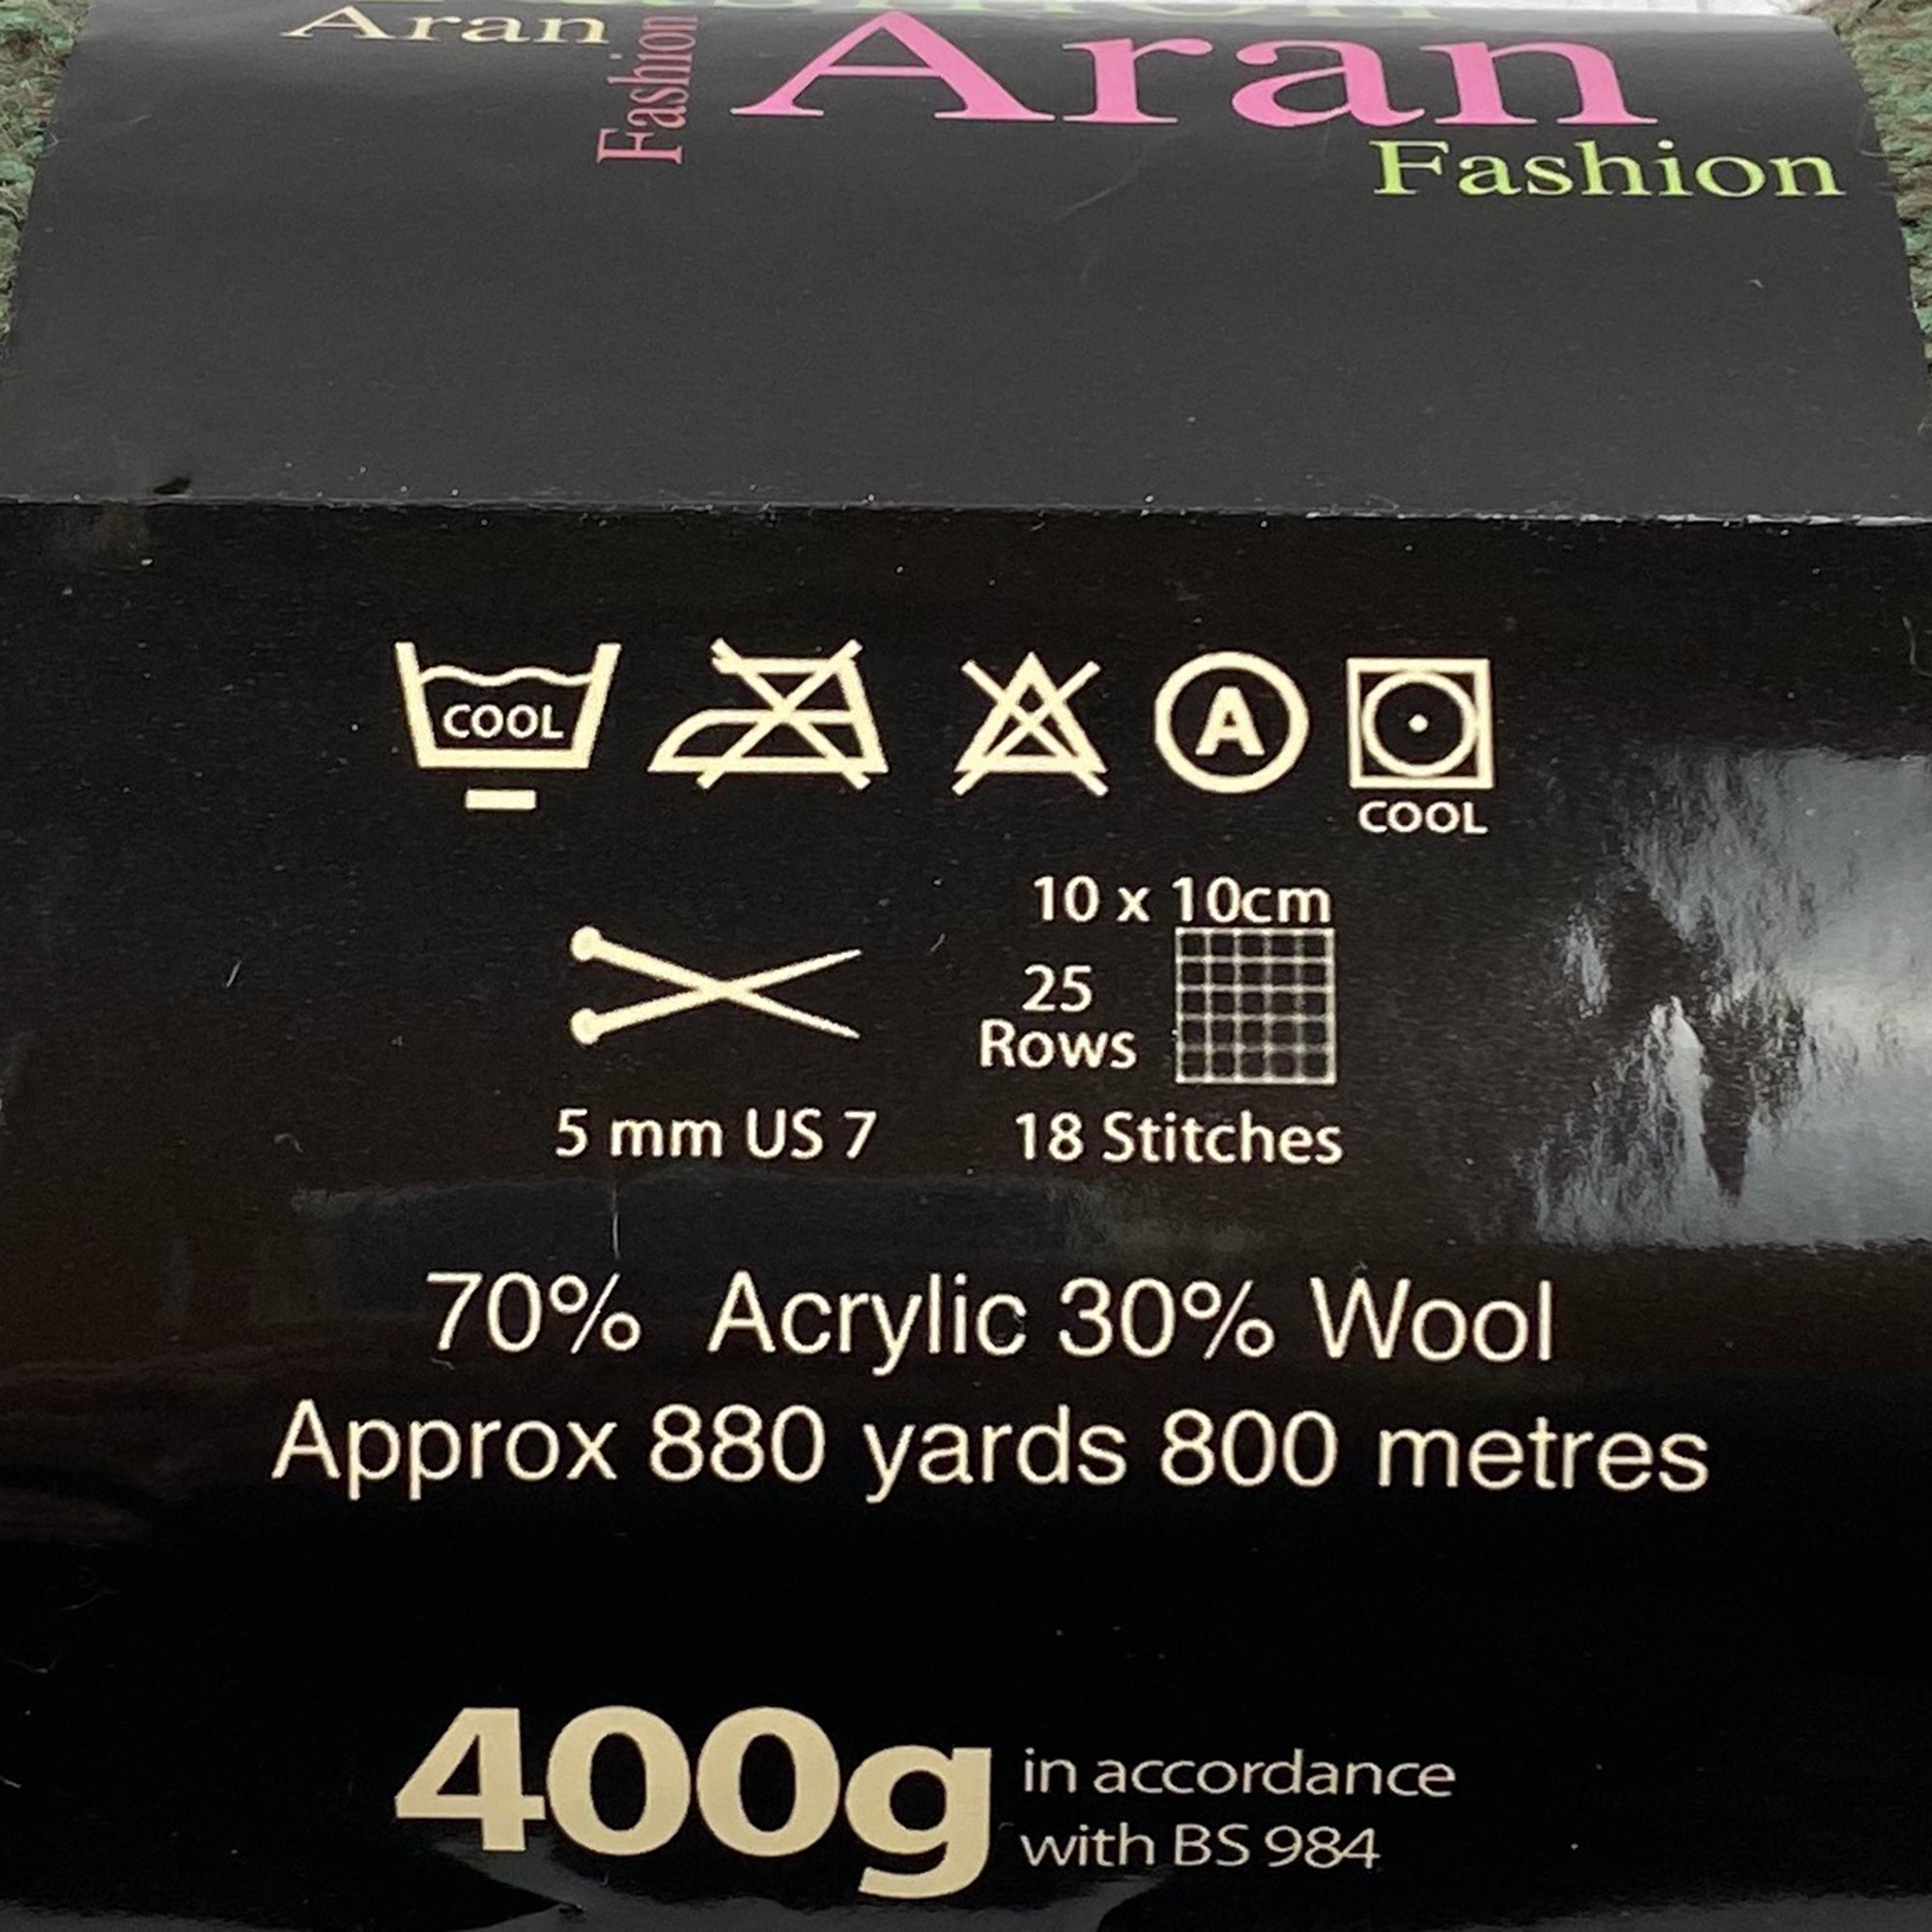 Fashion
Aran
Fashion
Aran
Fashion
COOL
A
COOL
10 x 10cm
25
Rows
5 mm US 7
18 Stitches
70% Acrylic 30% Wool
Approx 880 yards 800 metres
400g
in accordance
with BS 984